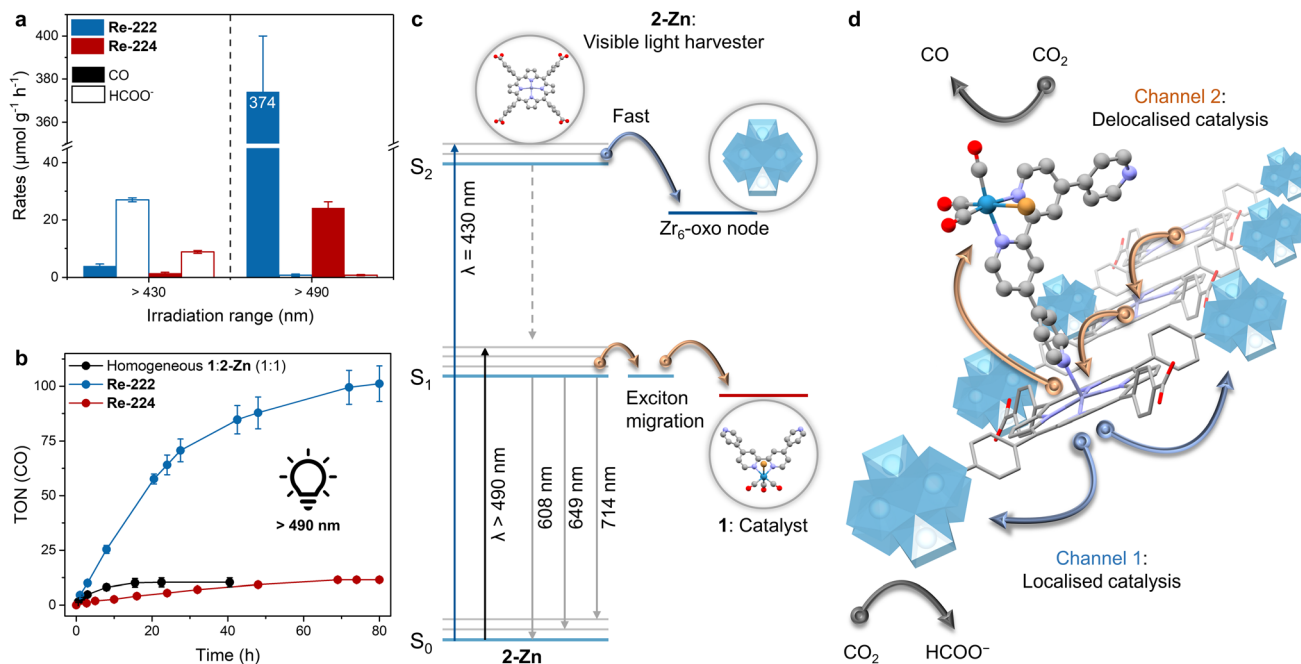 a
Re-222
Re-224
CO
HCOO⁻
400
380
360
40
20
0
374
Rates (μmol g⁻¹ h⁻¹)
> 430
> 490
Irradiation range (nm)
b
Homogeneous 1:2-Zn (1:1)
Re-222
Re-224
100
75
50
25
0
TON (CO)
> 490 nm
0
20
40
60
80
Time (h)
c
2-Zn:
Visible light harvester
Fast
S₂
Zr₆-oxo node
λ = 430 nm
S₁
Exciton
migration
λ > 490 nm
608 nm
649 nm
714 nm
1: Catalyst
S₀
2-Zn
d
CO
CO₂
Channel 2:
Delocalised catalysis
Channel 1:
Localised catalysis
CO₂
HCOO⁻